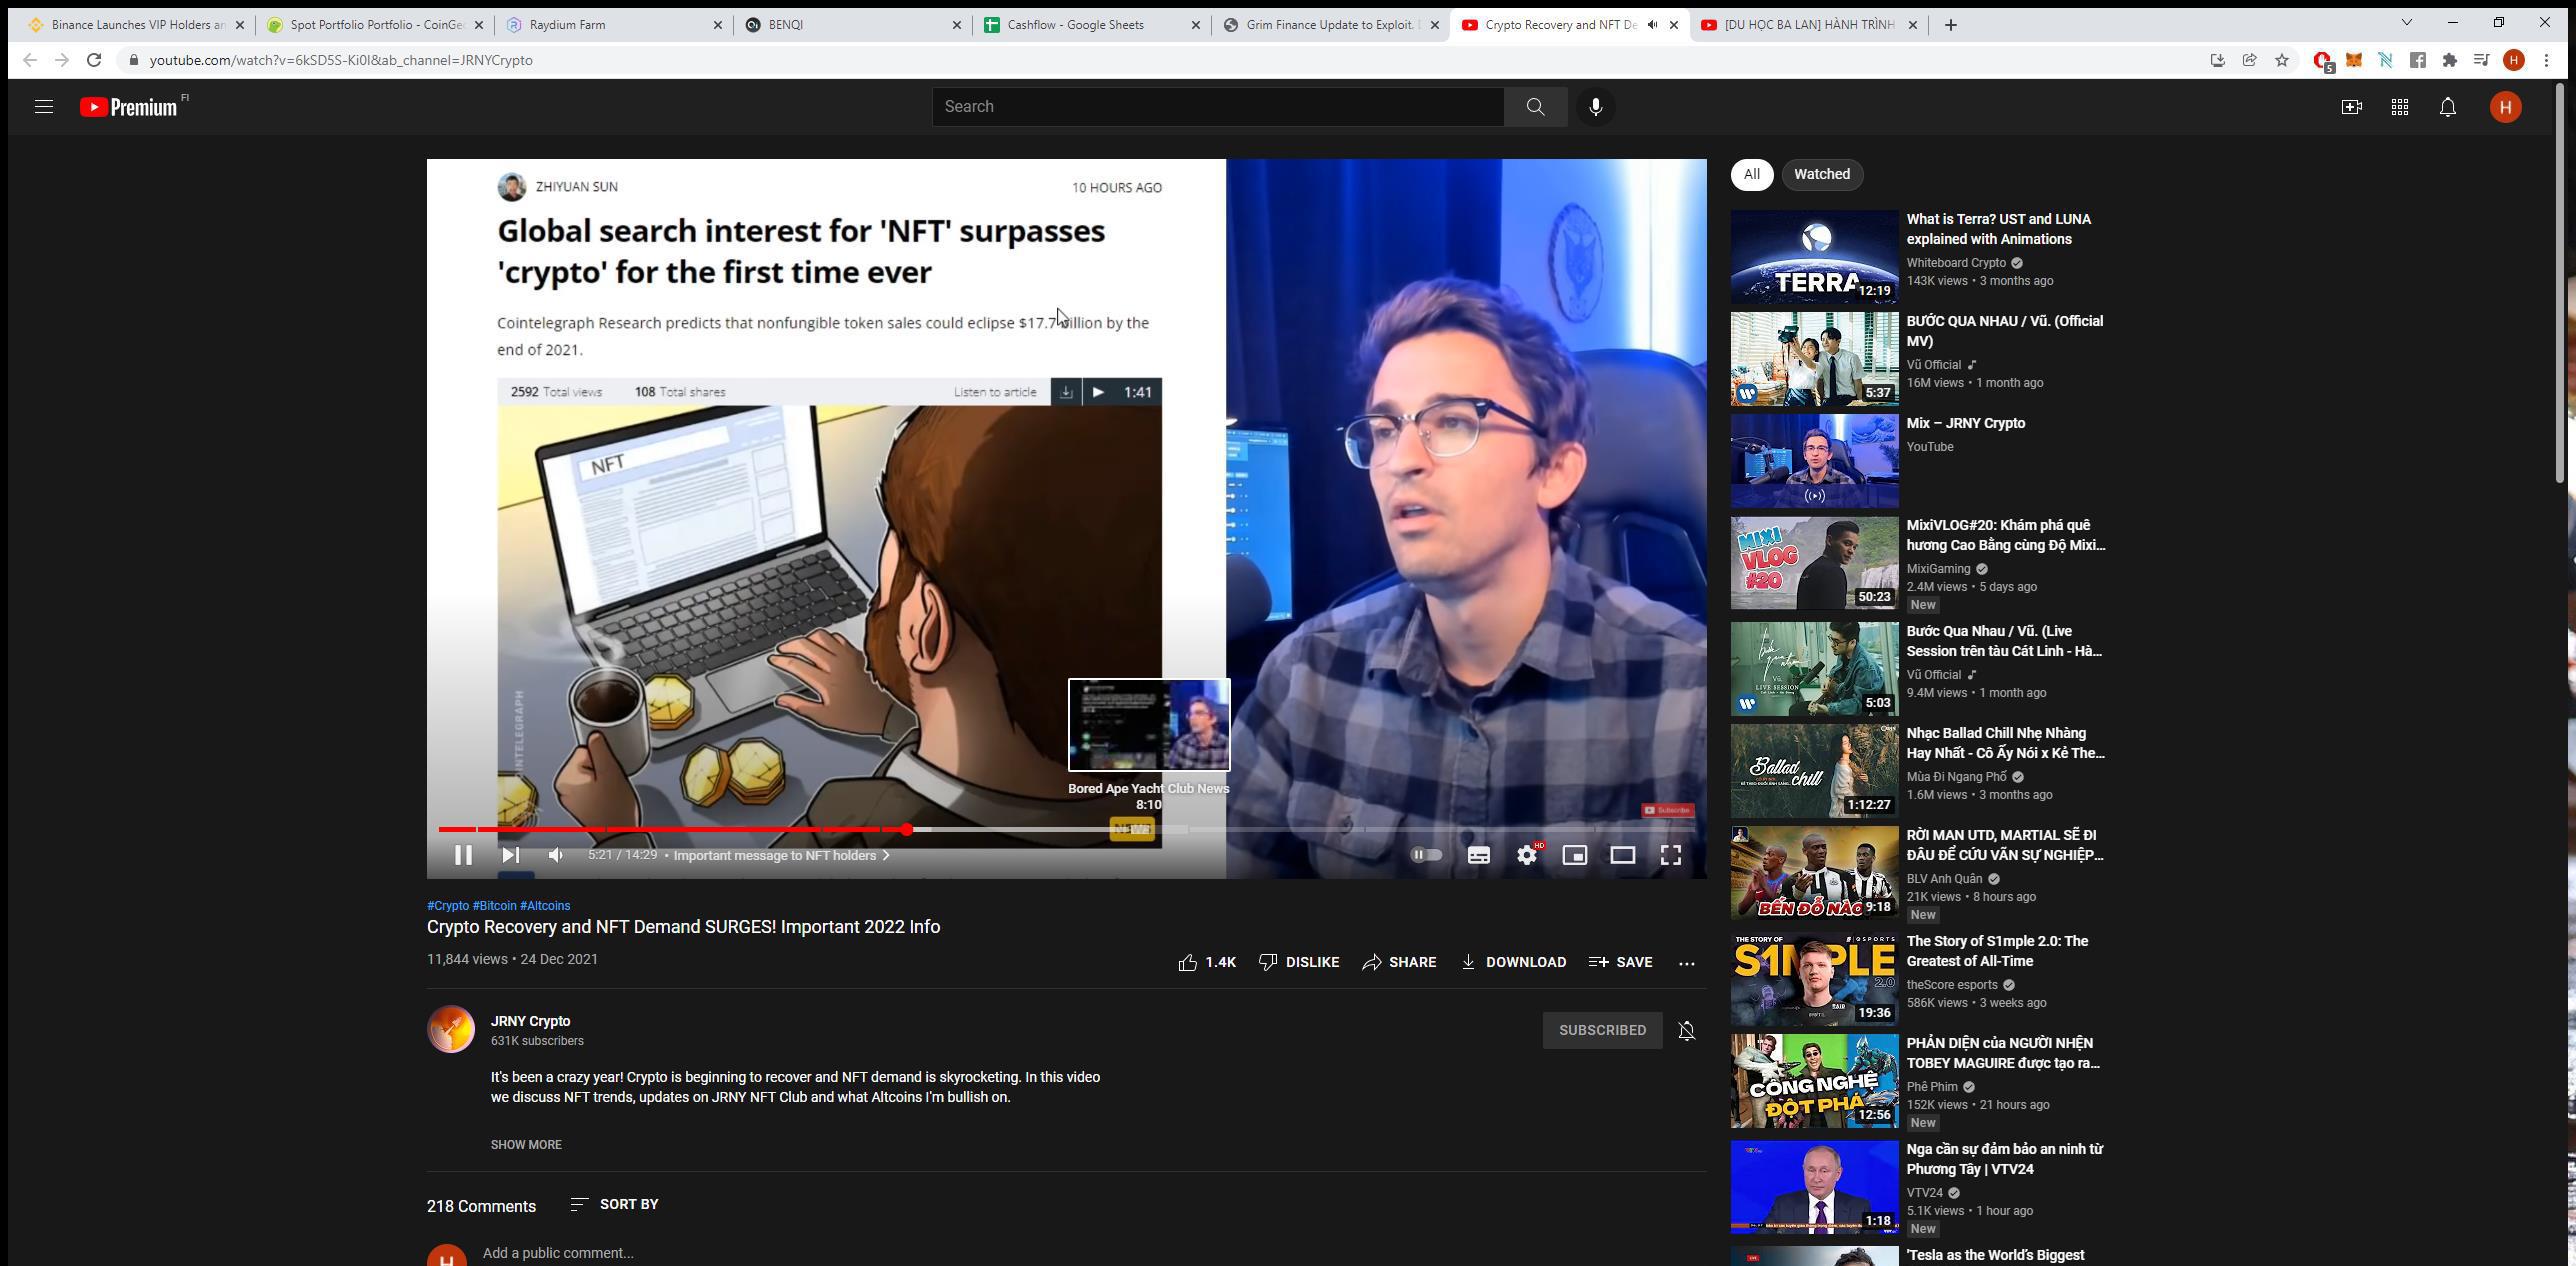 Binance Launches VIP Holders an
Spot Portfolio Portfolio - CoinGec
Raydium Farm
BENQI
Cashflow - Google Sheets
Grim Finance Update to Exploit.
Crypto Recovery and NFT De
[DU HỌC BA LAN] HÀNH TRÌNH
youtube.com/watch?v=6kSD5S-Ki0I&ab_channel=JRNYCrypto
5
H
Premium FI
Search
H
ZHIYUAN SUN
10 HOURS AGO
Global search interest for 'NFT' surpasses
'crypto' for the first time ever
Cointelegraph Research predicts that nonfungible token sales could eclipse $17.7 billion by the
end of 2021.
2592 Total views 108 Total shares Listen to article 1:41
NFT
INTELEGRAPH
Bored Ape Yacht Club News
8:10
NEWS
Subscribe
5:21 / 14:29 • Important message to NFT holders
HD
#Crypto #Bitcoin #Altcoins
Crypto Recovery and NFT Demand SURGES! Important 2022 Info
11,844 views • 24 Dec 2021
1.4K DISLIKE SHARE DOWNLOAD SAVE
JRNY Crypto
631K subscribers
SUBSCRIBED
It's been a crazy year! Crypto is beginning to recover and NFT demand is skyrocketing. In this video
we discuss NFT trends, updates on JRNY NFT Club and what Altcoins I'm bullish on.
SHOW MORE
218 Comments SORT BY
H
Add a public comment...
All Watched
TERRA
12:19
What is Terra? UST and LUNA
explained with Animations
Whiteboard Crypto
143K views • 3 months ago
5:37
BƯỚC QUA NHAU / Vũ. (Official
MV)
Vũ Official
16M views • 1 month ago
Mix – JRNY Crypto
YouTube
MIXI
VLOG
#20
50:23
MixiVLOG#20: Khám phá quê
hương Cao Bằng cùng Độ Mixi...
MixiGaming
2.4M views • 5 days ago
New
LIVE SESSION
5:03
Bước Qua Nhau / Vũ. (Live
Session trên tàu Cát Linh - Hà...
Vũ Official
9.4M views • 1 month ago
Ballad
chill
1:12:27
Nhạc Ballad Chill Nhẹ Nhàng
Hay Nhất - Cô Ấy Nói x Kẻ The...
Mùa Đi Ngang Phố
1.6M views • 3 months ago
BẾN ĐỖ NÀO
9:18
RỜI MAN UTD, MARTIAL SẼ ĐI
ĐÂU ĐỂ CỨU VÃN SỰ NGHIỆP...
BLV Anh Quân
21K views • 8 hours ago
New
THE STORY OF
S1MPLE
2.0
19:36
The Story of S1mple 2.0: The
Greatest of All-Time
theScore esports
586K views • 3 weeks ago
CÔNG NGHỆ
ĐỘT PHÁ
12:56
PHẢN DIỆN của NGƯỜI NHỆN
TOBEY MAGUIRE được tạo ra...
Phê Phim
152K views • 21 hours ago
New
1:18
Nga cần sự đảm bảo an ninh từ
Phương Tây | VTV24
VTV24
5.1K views • 1 hour ago
New
'Tesla as the World's Biggest